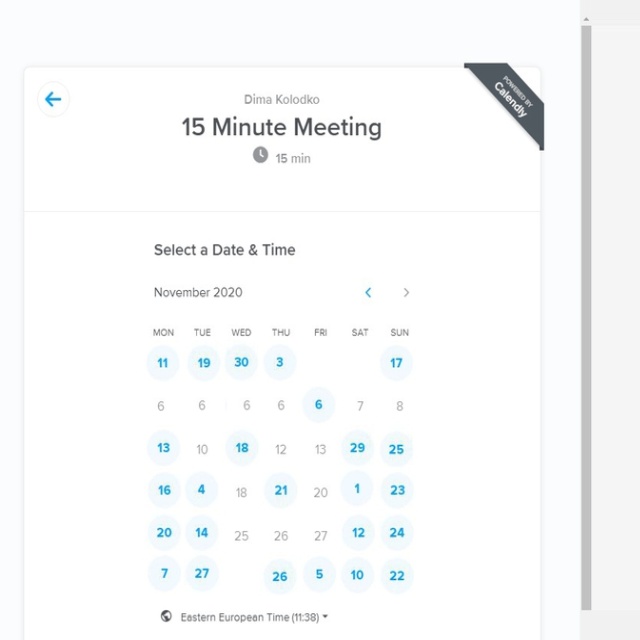 POWERED BY
Calendly
Dima Kolodko
15 Minute Meeting
15 min
Select a Date & Time
November 2020
MON TUE WED THU FRI SAT SUN
11 19 30 3 17
6 6 6 6 6 7 8
13 10 18 12 13 29 25
16 4 18 21 20 1 23
20 14 25 26 27 12 24
7 27 26 5 10 22
Eastern European Time (11:38)